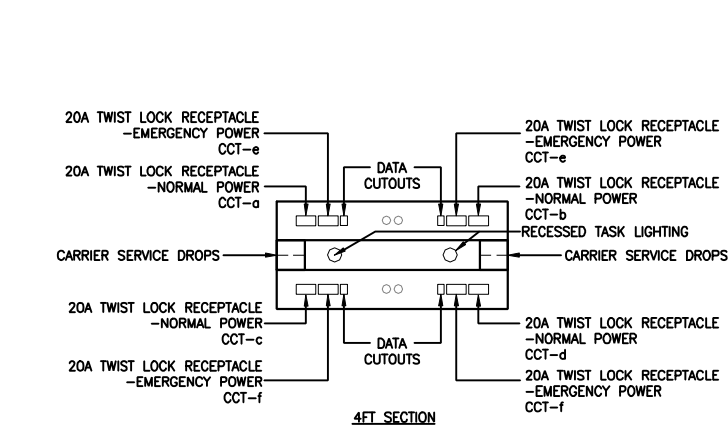 20A TWIST LOCK RECEPTACLE
-EMERGENCY POWER
CCT-e
20A TWIST LOCK RECEPTACLE
-NORMAL POWER
CCT-a
DATA
CUTOUTS
20A TWIST LOCK RECEPTACLE
-EMERGENCY POWER
CCT-e
20A TWIST LOCK RECEPTACLE
-NORMAL POWER
CCT-b
RECESSED TASK LIGHTING
CARRIER SERVICE DROPS
CARRIER SERVICE DROPS
20A TWIST LOCK RECEPTACLE
-NORMAL POWER
CCT-c
20A TWIST LOCK RECEPTACLE
-EMERGENCY POWER
CCT-f
DATA
CUTOUTS
20A TWIST LOCK RECEPTACLE
-NORMAL POWER
CCT-d
20A TWIST LOCK RECEPTACLE
-EMERGENCY POWER
CCT-f
4FT SECTION